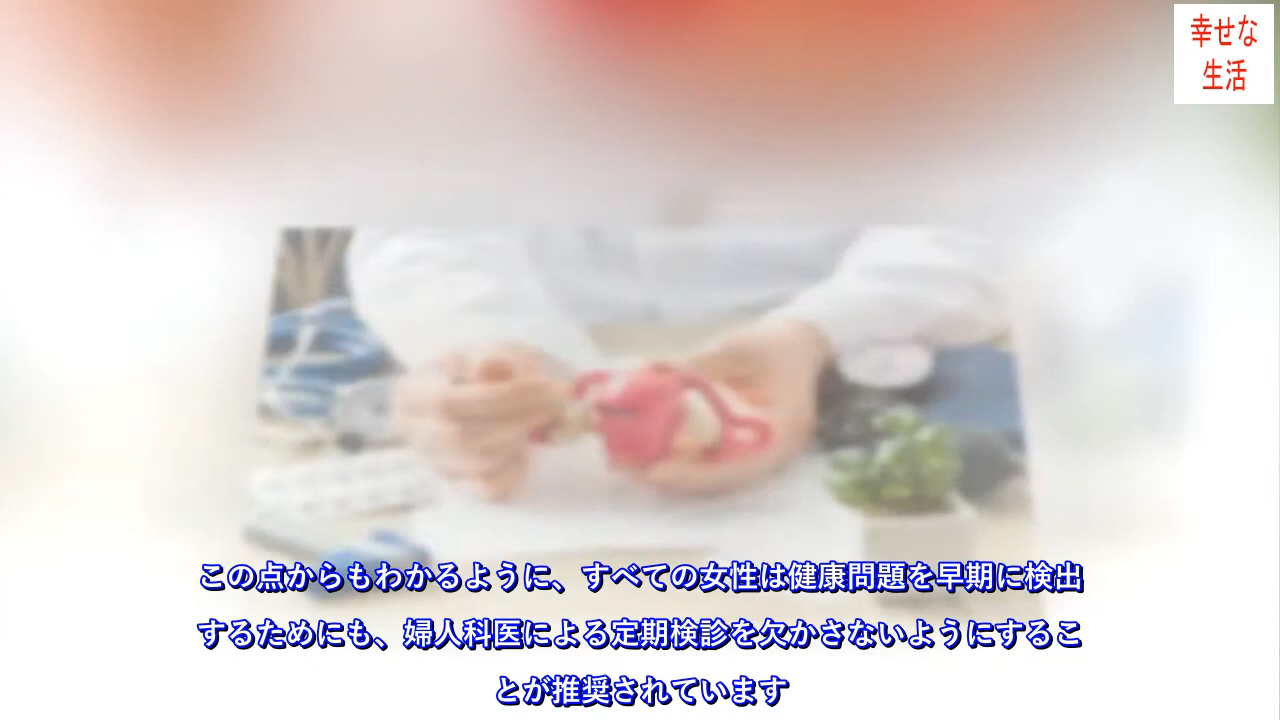 幸せな
生活
この点からもわかるように、すべての女性は健康問題を早期に検出
するためにも、婦人科医による定期検診を欠かさないようにするこ
とが推奨されています